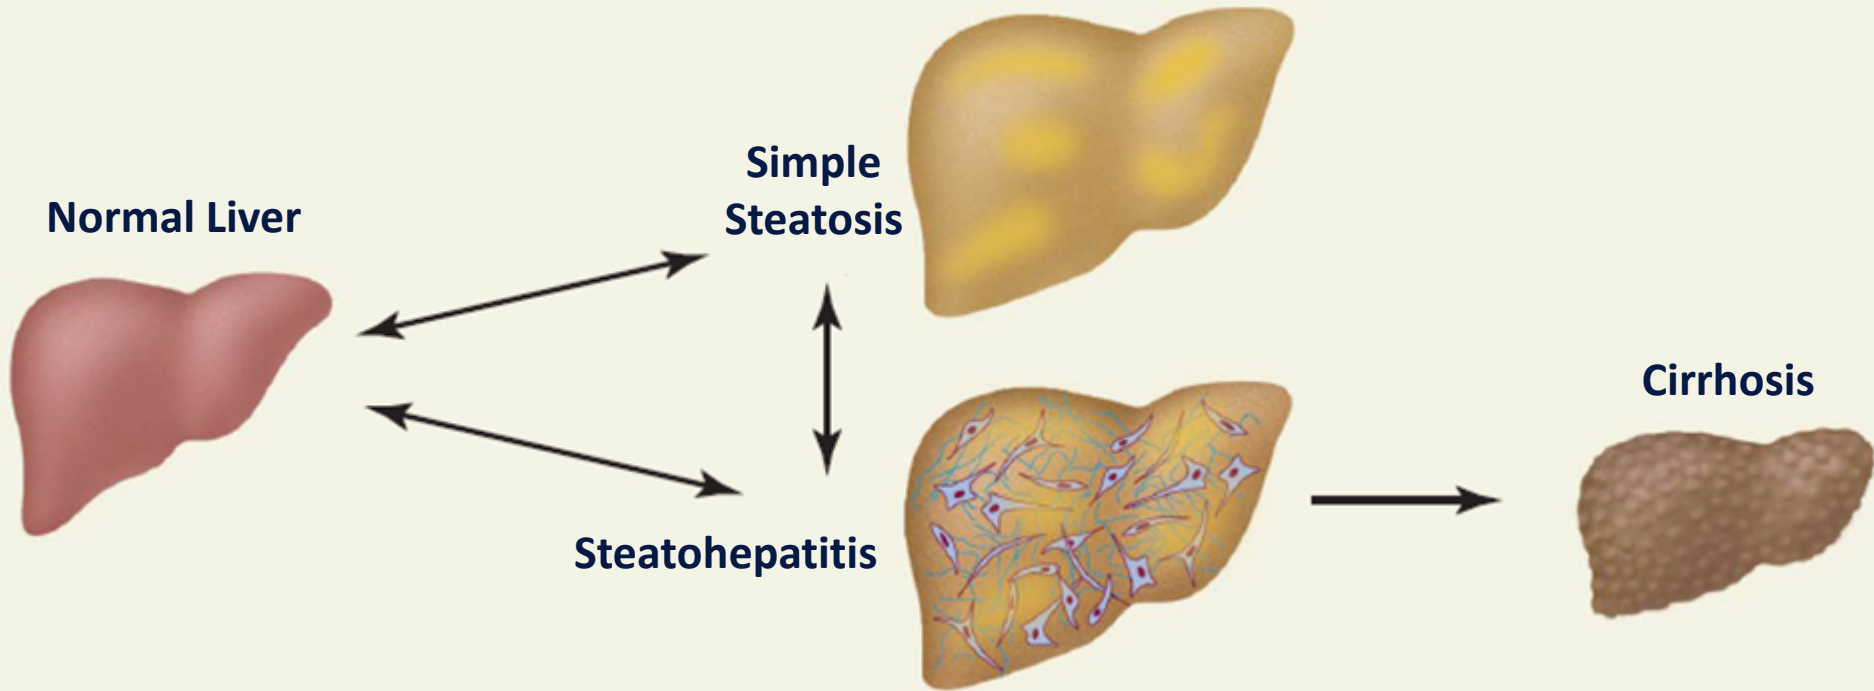 Normal Liver
Simple
Steatosis
Steatohepatitis
Cirrhosis